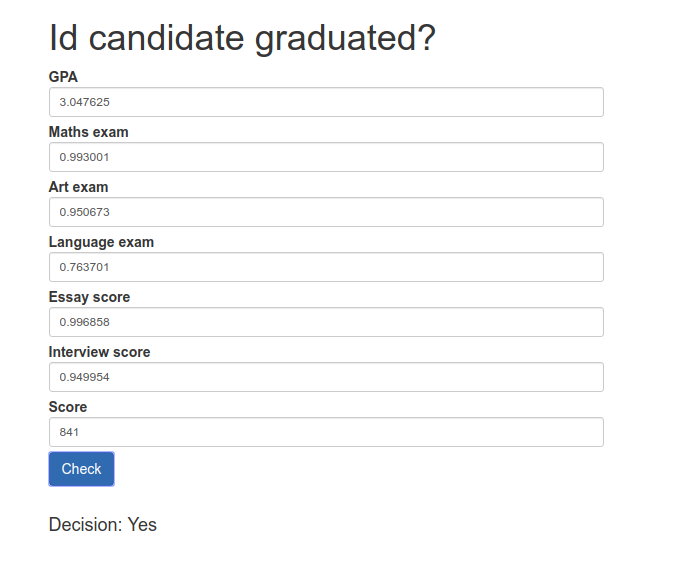 Id candidate graduated?
GPA
3.047625
Maths exam
0.993001
Art exam
0.950673
Language exam
0.763701
Essay score
0.996858
Interview score
0.949954
Score
841
Check
Decision: Yes